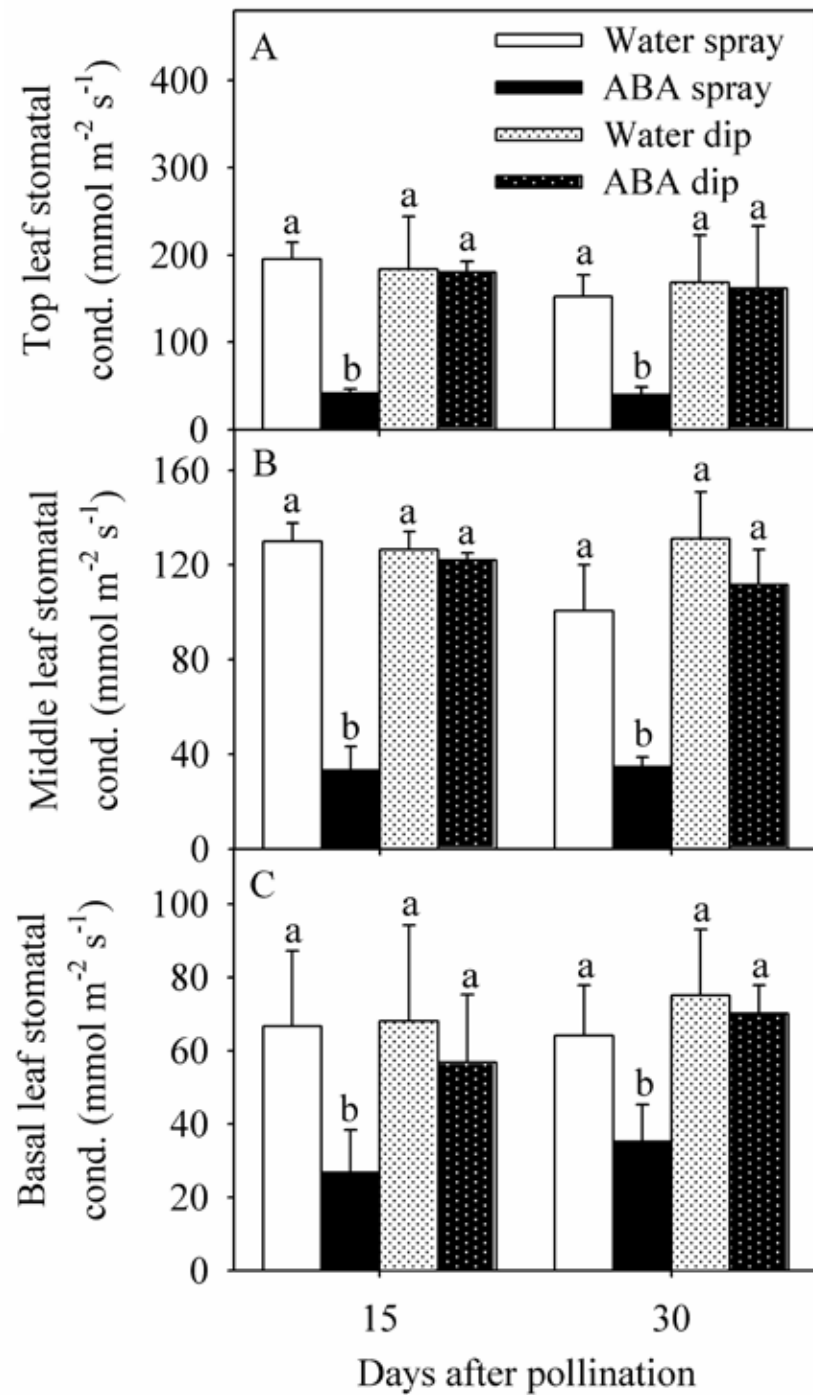 A
Water spray
ABA spray
Water dip
ABA dip
Top leaf stomatal
cond. (mmol m⁻² s⁻¹)
400
300
200
100
0
a
b
a
a
a
b
a
a
B
Middle leaf stomatal
cond. (mmol m⁻² s⁻¹)
160
120
80
40
0
a
b
a
a
a
b
a
a
C
Basal leaf stomatal
cond. (mmol m⁻² s⁻¹)
100
80
60
40
20
0
a
b
a
a
a
b
a
a
15
30
Days after pollination